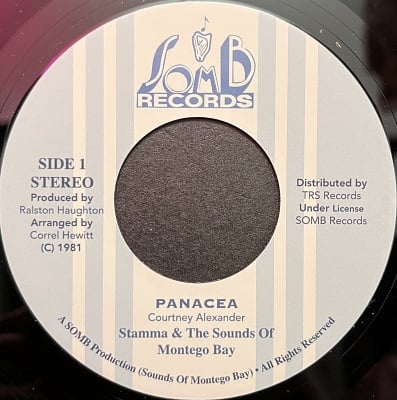 SOMB
RECORDS
SIDE 1
STEREO
Produced by
Ralston Haughton
Arranged by
Correl Hewitt
(C) 1981
Distributed by
TRS Records
Under License
SOMB Records
PANACEA
Courtney Alexander
Stamma & The Sounds Of
Montego Bay
A SOMB Production (Sounds Of Montego Bay) • All Rights Reserved